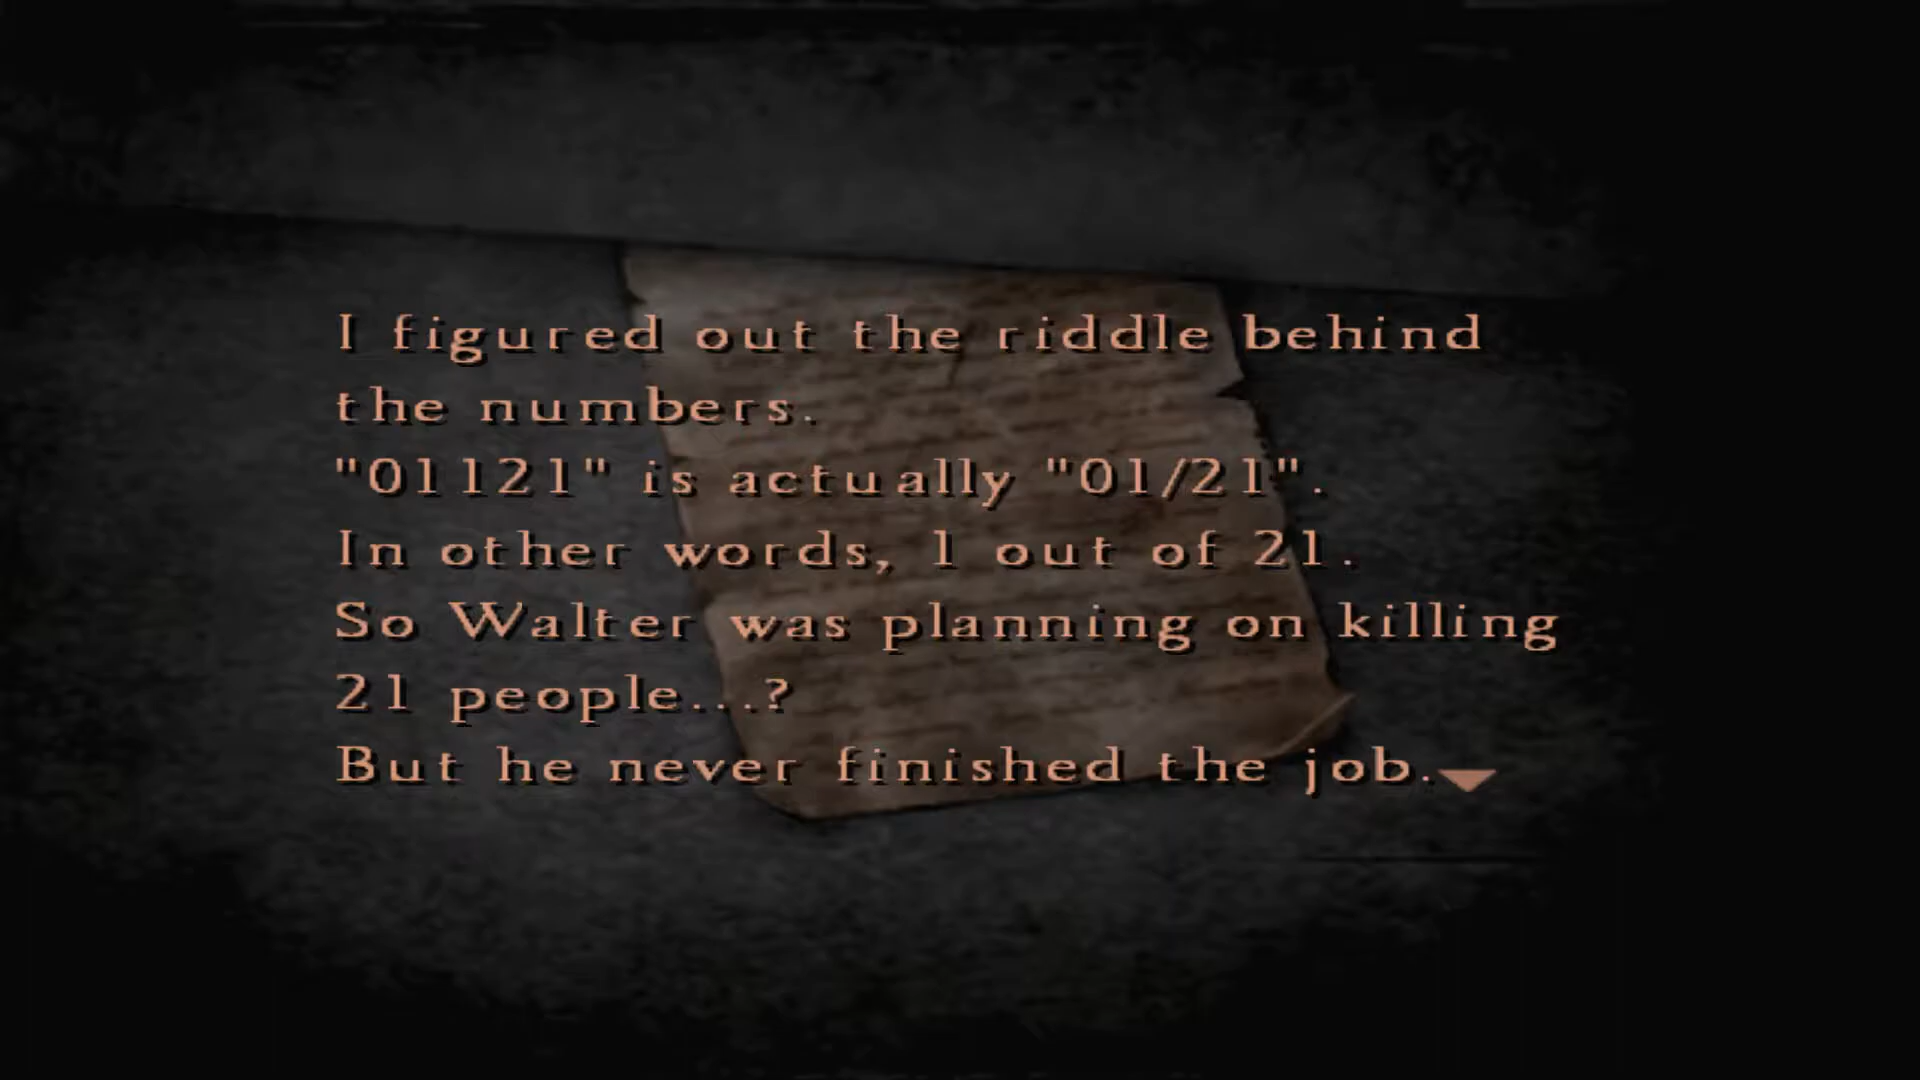 I figured out the riddle behind
the numbers.
"01121" is actually "01/21".
In other words, 1 out of 21.
So Walter was planning on killing
21 people...?
But he never finished the job.